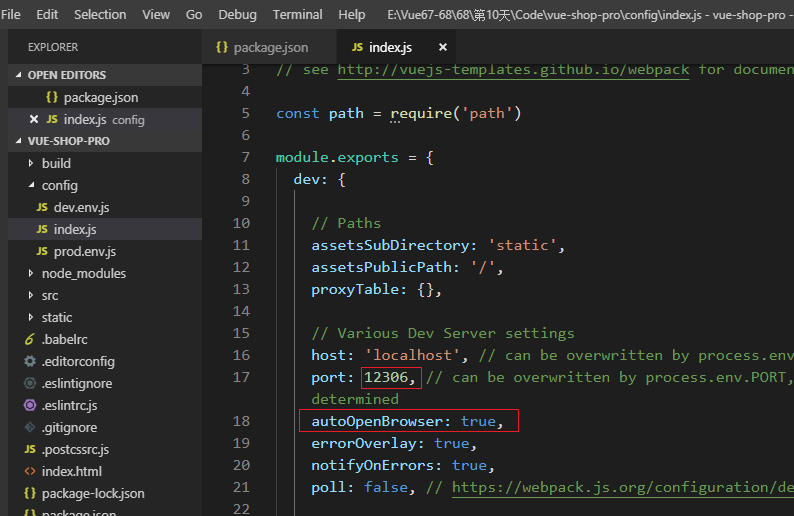 File Edit Selection View Go Debug Terminal Help E:\Vue67-68\68\第10天\Code\vue-shop-pro\config\index.js - vue-shop-pro -
EXPLORER
{} package.json
JS index.js ×
OPEN EDITORS
{} package.json
× JS index.js config
VUE-SHOP-PRO
build
config
JS dev.env.js
JS index.js
JS prod.env.js
node_modules
src
static
.babelrc
.editorconfig
.eslintignore
.eslintrc.js
.gitignore
JS .postcssrc.js
<> index.html
{} package-lock.json
{} package.json
3 // see http://vuejs-templates.github.io/webpack for documen
4
5 const path = require('path')
6
7 module.exports = {
8 dev: {
9
10 // Paths
11 assetsSubDirectory: 'static',
12 assetsPublicPath: '/',
13 proxyTable: {},
14
15 // Various Dev Server settings
16 host: 'localhost', // can be overwritten by process.env
17 port: 12306, // can be overwritten by process.env.PORT,
determined
18 autoOpenBrowser: true,
19 errorOverlay: true,
20 notifyOnErrors: true,
21 poll: false, // https://webpack.js.org/configuration/de
22